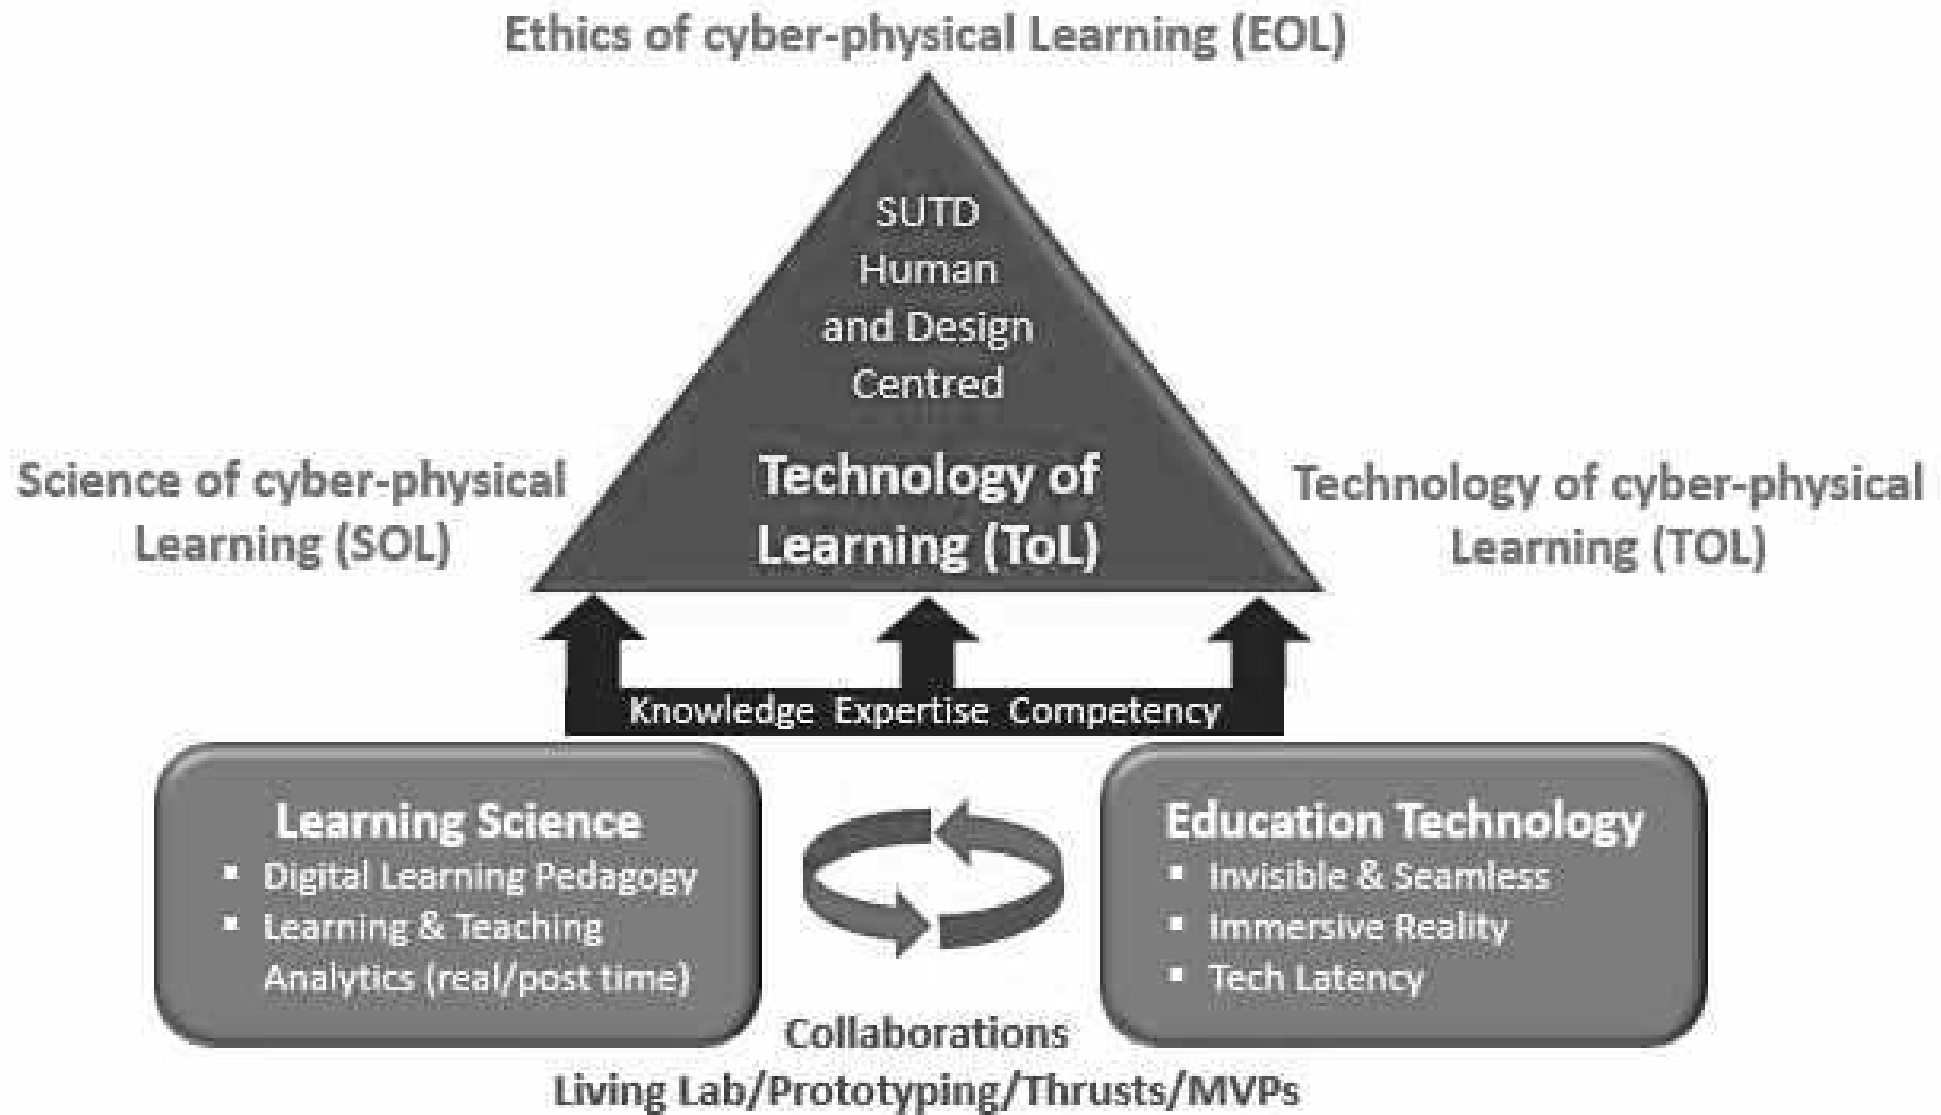 Ethics of cyber-physical Learning (EOL)
SUTD
Human
and Design
Centred
Technology of
Learning (ToL)
Science of cyber-physical
Learning (SOL)
Technology of cyber-physical
Learning (TOL)
Knowledge Expertise Competency
Learning Science
▪ Digital Learning Pedagogy
▪ Learning & Teaching
Analytics (real/post time)
Education Technology
▪ Invisible & Seamless
▪ Immersive Reality
▪ Tech Latency
Collaborations
Living Lab/Prototyping/Thrusts/MVPs